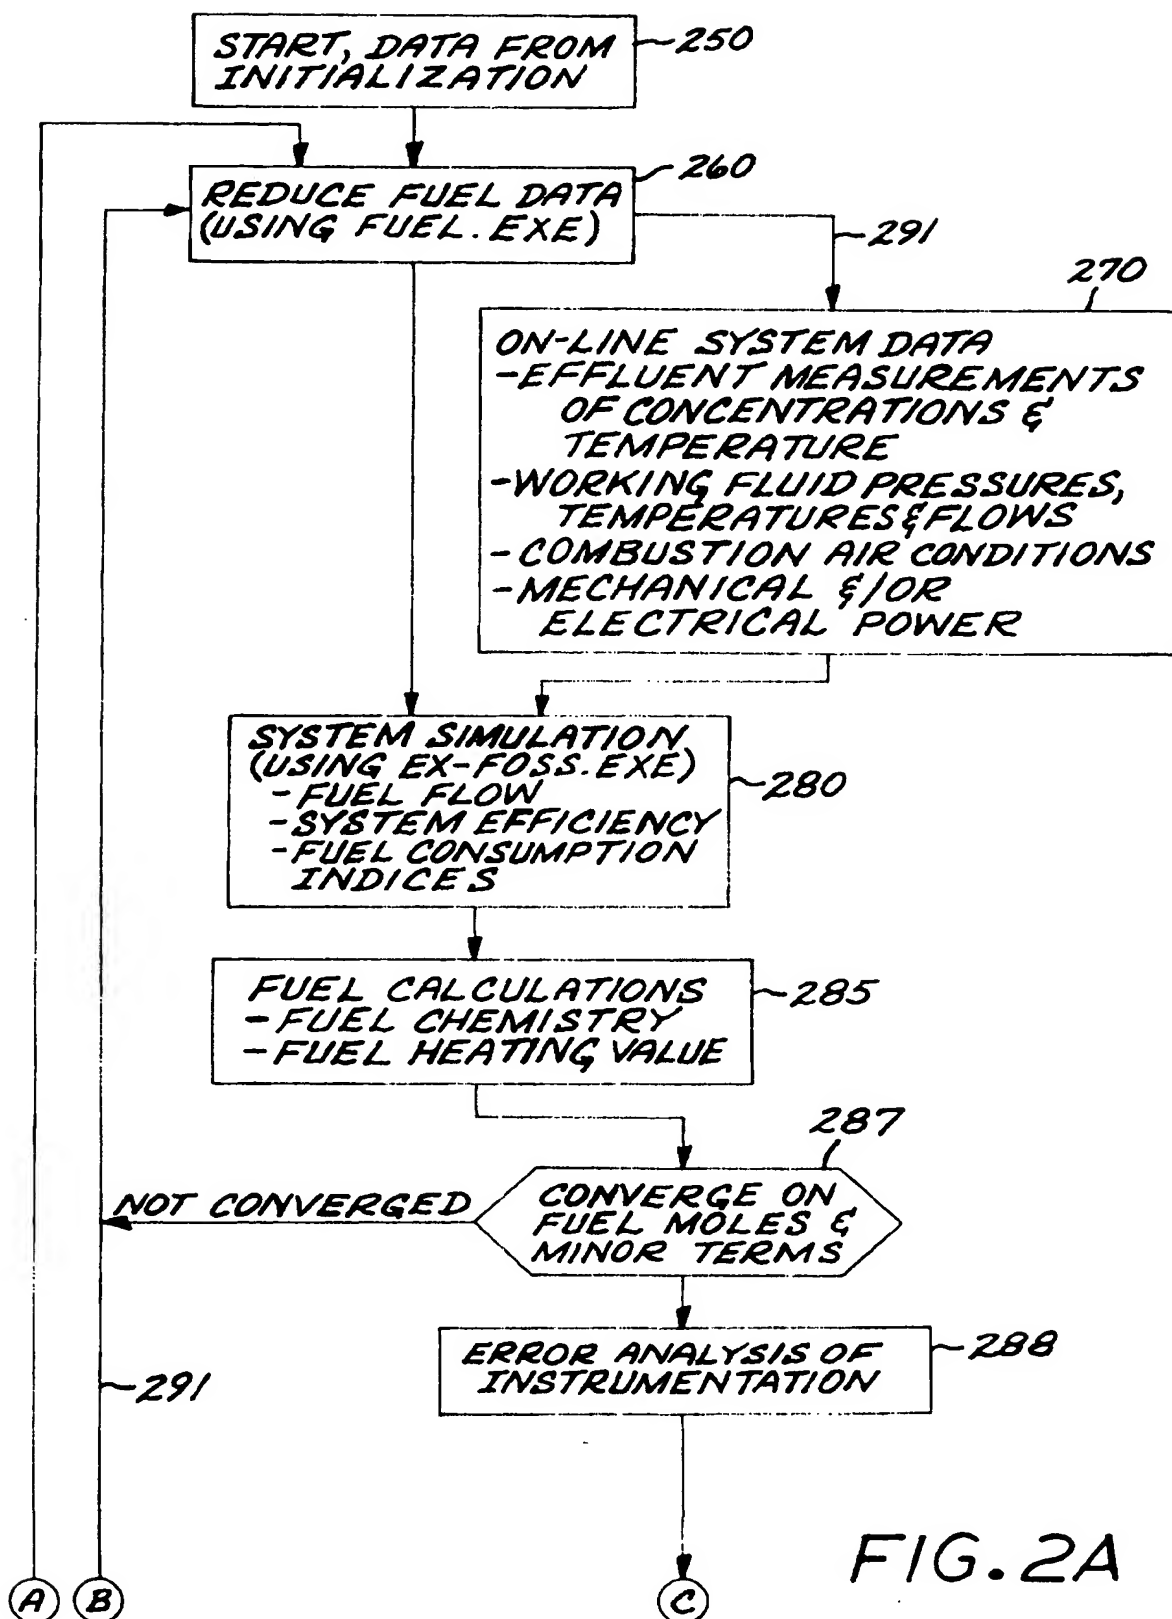 START, DATA FROM
INITIALIZATION
250
REDUCE FUEL DATA
(USING FUEL.EXE)
260
291
270
ON-LINE SYSTEM DATA
-EFFLUENT MEASUREMENTS
OF CONCENTRATIONS &
TEMPERATURE
-WORKING FLUID PRESSURES,
TEMPERATURES & FLOWS
-COMBUSTION AIR CONDITIONS
-MECHANICAL &/OR
ELECTRICAL POWER
SYSTEM SIMULATION
(USING EX-FOSS.EXE)
-FUEL FLOW
-SYSTEM EFFICIENCY
-FUEL CONSUMPTION
INDICES
280
FUEL CALCULATIONS
-FUEL CHEMISTRY
-FUEL HEATING VALUE
285
287
NOT CONVERGED
CONVERGE ON
FUEL MOLES &
MINOR TERMS
ERROR ANALYSIS OF
INSTRUMENTATION
288
291
A
B
C
FIG. 2A